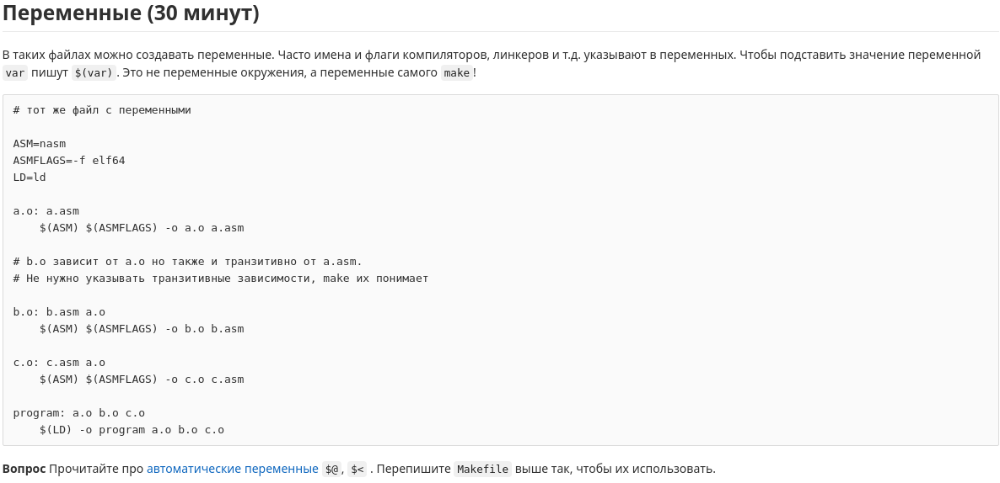 Переменные (30 минут)
В таких файлах можно создавать переменные. Часто имена и флаги компиляторов, линкеров и т.д. указывают в переменных. Чтобы подставить значение переменной
var пишут $(var). Это не переменные окружения, а переменные самого make!
# тот же файл с переменными
ASM=nasm
ASMFLAGS=-f elf64
LD=ld
a.o: a.asm
    $(ASM) $(ASMFLAGS) -o a.o a.asm
# b.o зависит от a.o но также и транзитивно от a.asm.
# Не нужно указывать транзитивные зависимости, make их понимает
b.o: b.asm a.o
    $(ASM) $(ASMFLAGS) -o b.o b.asm
c.o: c.asm a.o
    $(ASM) $(ASMFLAGS) -o c.o c.asm
program: a.o b.o c.o
    $(LD) -o program a.o b.o c.o
Вопрос Прочитайте про автоматические переменные $@, $< . Перепишите Makefile выше так, чтобы их использовать.